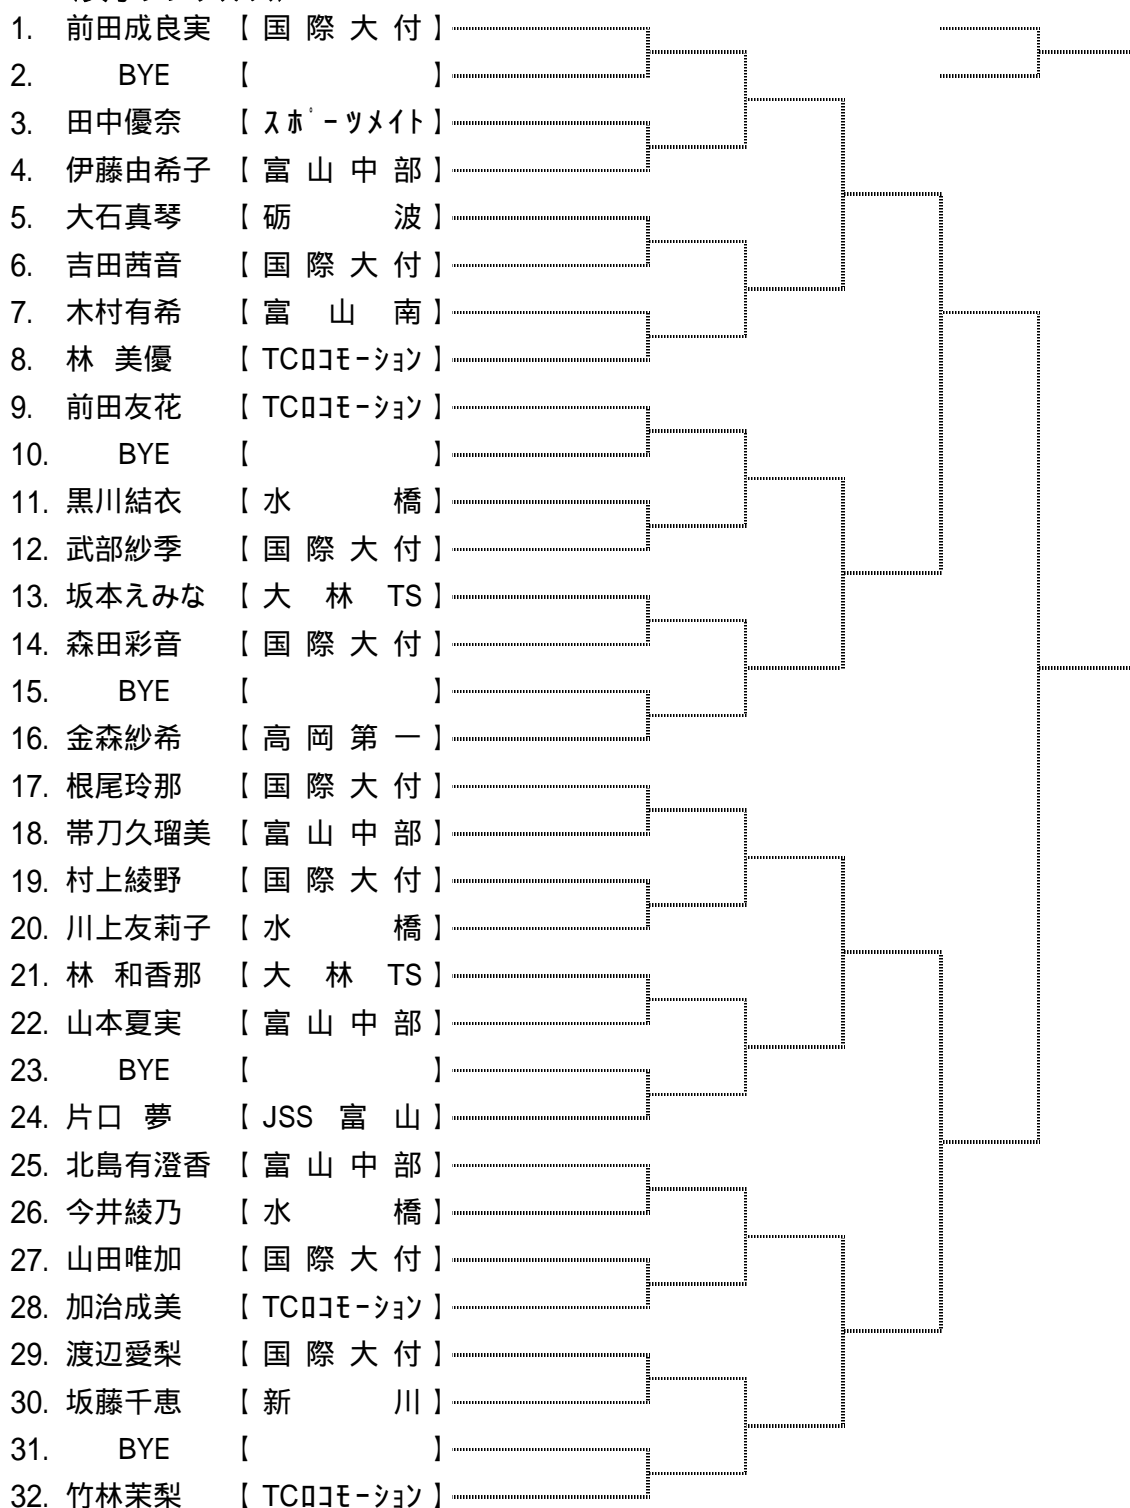 1. 前田成良実 【 国 際 大 付 】
2. BYE 【 】
3. 田中優奈 【 ｽﾎﾟｰﾂﾒｲﾄ 】
4. 伊藤由希子 【 富 山 中 部 】
5. 大石真琴 【 砺 波 】
6. 吉田茜音 【 国 際 大 付 】
7. 木村有希 【 富 山 南 】
8. 林 美優 【 TCﾛｺﾓｰｼｮﾝ 】
9. 前田友花 【 TCﾛｺﾓｰｼｮﾝ 】
10. BYE 【 】
11. 黒川結衣 【 水 橋 】
12. 武部紗季 【 国 際 大 付 】
13. 坂本えみな 【 大 林 TS 】
14. 森田彩音 【 国 際 大 付 】
15. BYE 【 】
16. 金森紗希 【 高 岡 第 一 】
17. 根尾玲那 【 国 際 大 付 】
18. 帯刀久瑠美 【 富 山 中 部 】
19. 村上綾野 【 国 際 大 付 】
20. 川上友莉子 【 水 橋 】
21. 林 和香那 【 大 林 TS 】
22. 山本夏実 【 富 山 中 部 】
23. BYE 【 】
24. 片口 夢 【 JSS 富 山 】
25. 北島有澄香 【 富 山 中 部 】
26. 今井綾乃 【 水 橋 】
27. 山田唯加 【 国 際 大 付 】
28. 加治成美 【 TCﾛｺﾓｰｼｮﾝ 】
29. 渡辺愛梨 【 国 際 大 付 】
30. 坂藤千恵 【 新 川 】
31. BYE 【 】
32. 竹林茉梨 【 TCﾛｺﾓｰｼｮﾝ 】